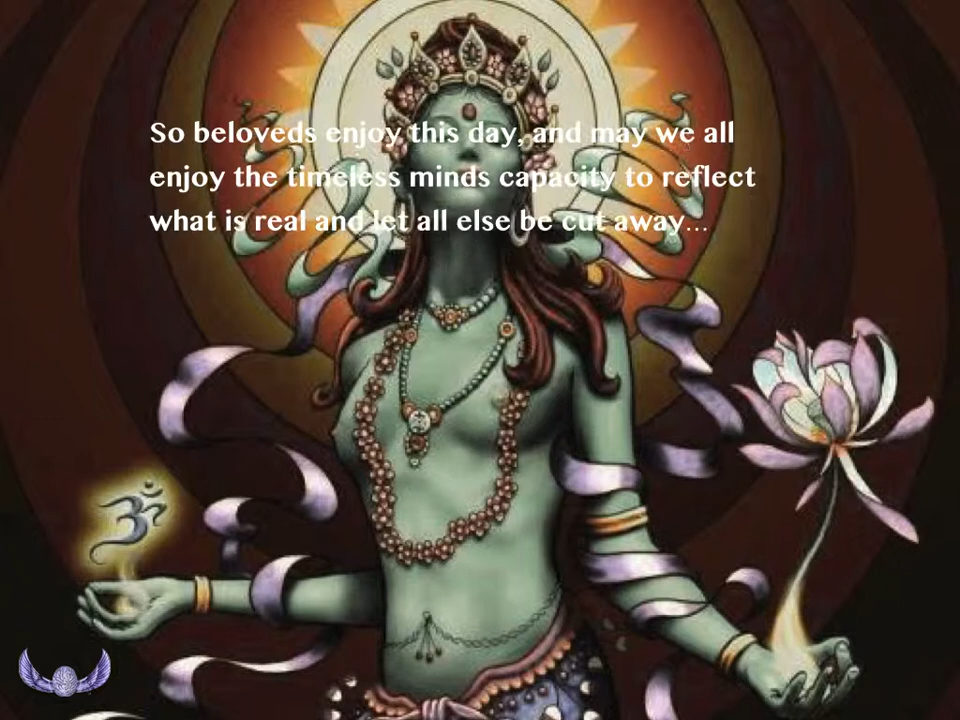 So beloveds enjoy this day, and may we all
enjoy the timeless minds capacity to reflect
what is real and let all else be cut away...
ॐ